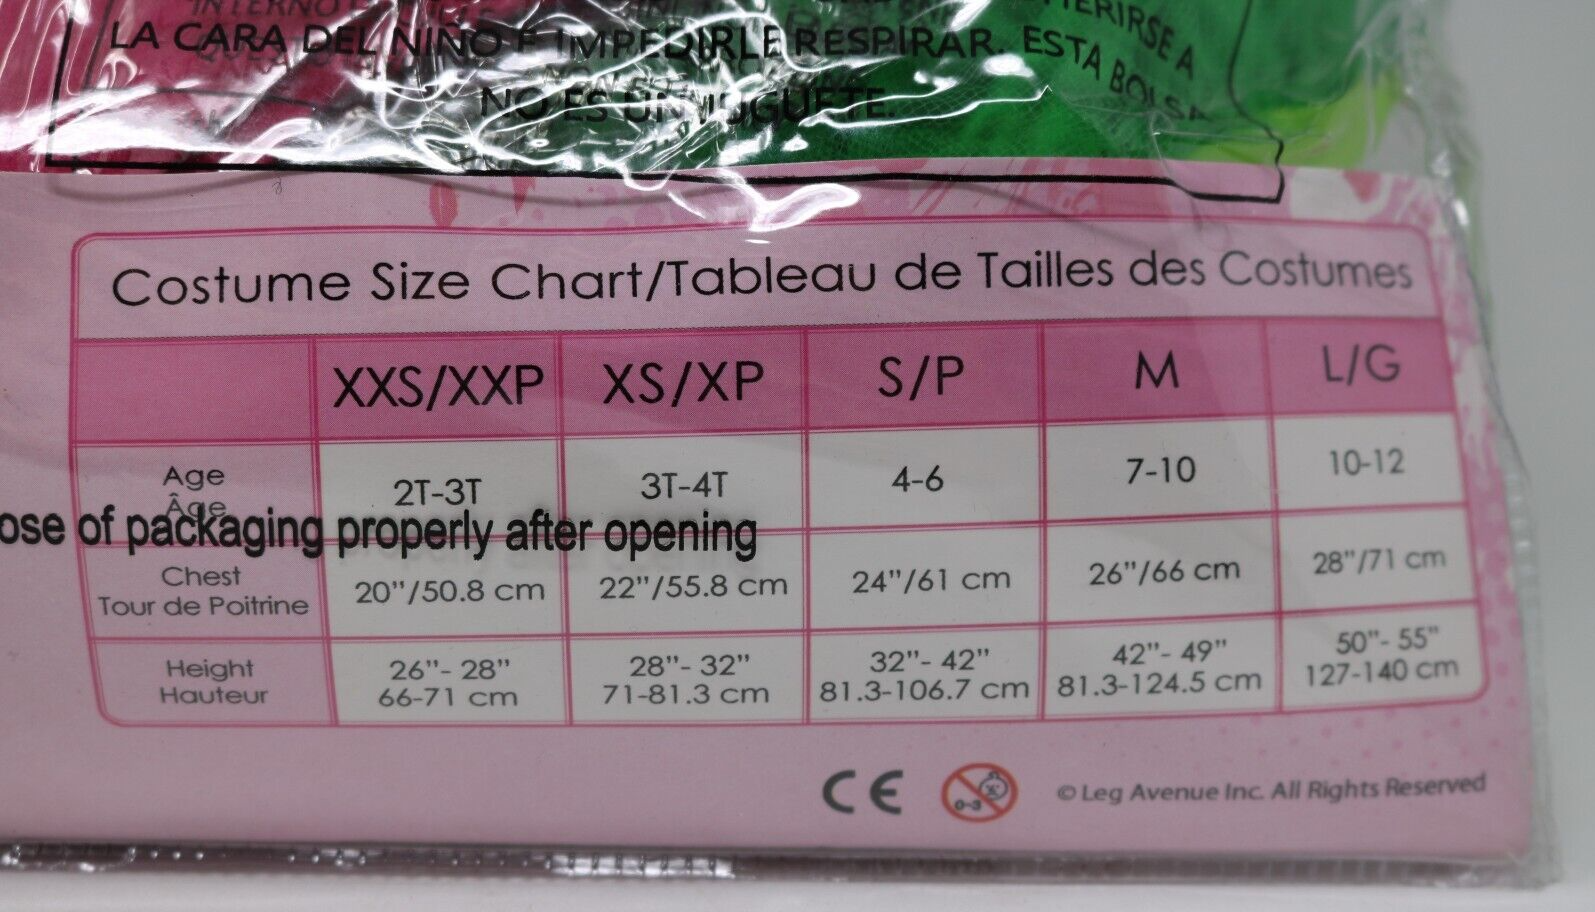 INTERNO
LA CARA DEL NIÑO E IMPEDIRLE RESPIRAR. ESTA BOLSA
NO ES UN JUGUETE.
Costume Size Chart/Tableau de Tailles des Costumes
XXS/XXP XS/XP S/P M L/G
Age
Âge
2T-3T 3T-4T 4-6 7-10 10-12
ose of packaging properly after opening
Chest
Tour de Poitrine
20"/50.8 cm 22"/55.8 cm 24"/61 cm 26"/66 cm 28"/71 cm
Height
Hauteur
26"- 28" 28"- 32" 32"- 42" 42"- 49" 50"- 55"
66-71 cm 71-81.3 cm 81.3-106.7 cm 81.3-124.5 cm 127-140 cm
CE 0-3 © Leg Avenue Inc. All Rights Reserved